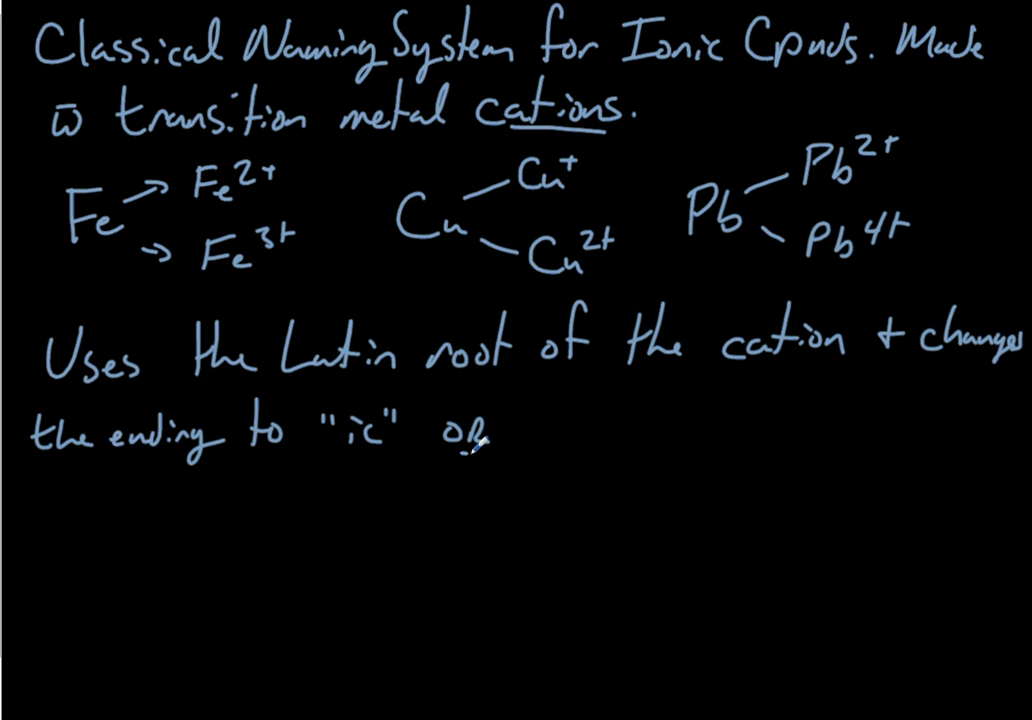 Classical Naming System for Ionic Cpnds. Made
w̅ transition metal cations.
Fe → Fe²⁺ → Fe³⁺ Cu Cu⁺ Cu²⁺ Pb Pb²⁺ Pb⁴⁺
Uses the Latin root of the cation + changes
the ending to "ic" OR